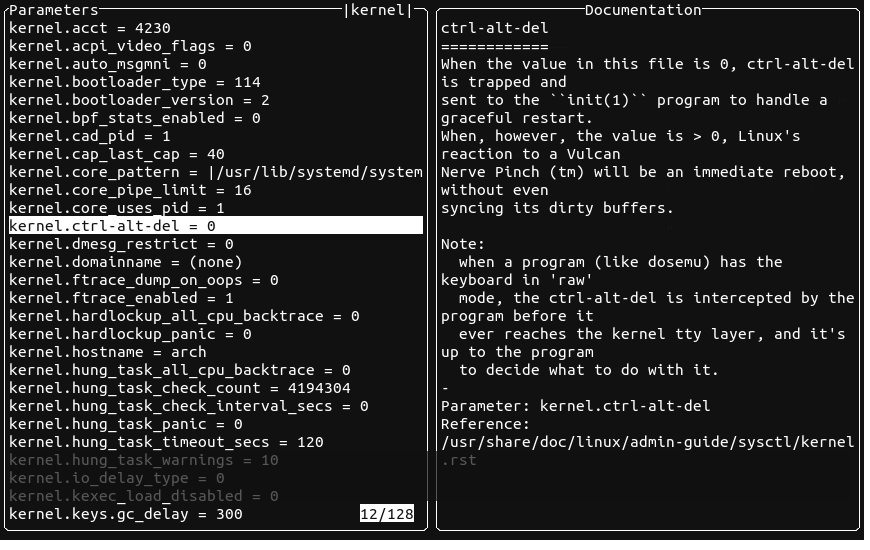 Parameters |kernel|
kernel.acct = 4230
kernel.acpi_video_flags = 0
kernel.auto_msgmni = 0
kernel.bootloader_type = 114
kernel.bootloader_version = 2
kernel.bpf_stats_enabled = 0
kernel.cad_pid = 1
kernel.cap_last_cap = 40
kernel.core_pattern = |/usr/lib/systemd/system
kernel.core_pipe_limit = 16
kernel.core_uses_pid = 1
kernel.ctrl-alt-del = 0
kernel.dmesg_restrict = 0
kernel.domainname = (none)
kernel.ftrace_dump_on_oops = 0
kernel.ftrace_enabled = 1
kernel.hardlockup_all_cpu_backtrace = 0
kernel.hardlockup_panic = 0
kernel.hostname = arch
kernel.hung_task_all_cpu_backtrace = 0
kernel.hung_task_check_count = 4194304
kernel.hung_task_check_interval_secs = 0
kernel.hung_task_panic = 0
kernel.hung_task_timeout_secs = 120
kernel.hung_task_warnings = 10
kernel.io_delay_type = 0
kernel.kexec_load_disabled = 0
kernel.keys.gc_delay = 300
12/128
Documentation
ctrl-alt-del
============
When the value in this file is 0, ctrl-alt-del
is trapped and
sent to the ``init(1)`` program to handle a
graceful restart.
When, however, the value is > 0, Linux's
reaction to a Vulcan
Nerve Pinch (tm) will be an immediate reboot,
without even
syncing its dirty buffers.
Note:
when a program (like dosemu) has the
keyboard in 'raw'
mode, the ctrl-alt-del is intercepted by the
program before it
ever reaches the kernel tty layer, and it's
up to the program
to decide what to do with it.
-
Parameter: kernel.ctrl-alt-del
Reference:
/usr/share/doc/linux/admin-guide/sysctl/kernel
.rst